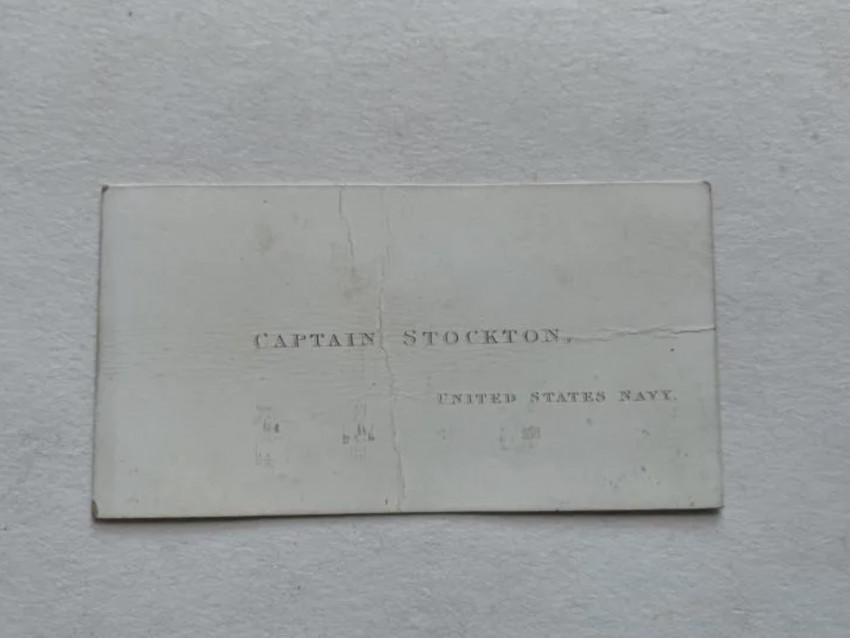 CAPTAIN STOCKTON,
UNITED STATES NAVY.